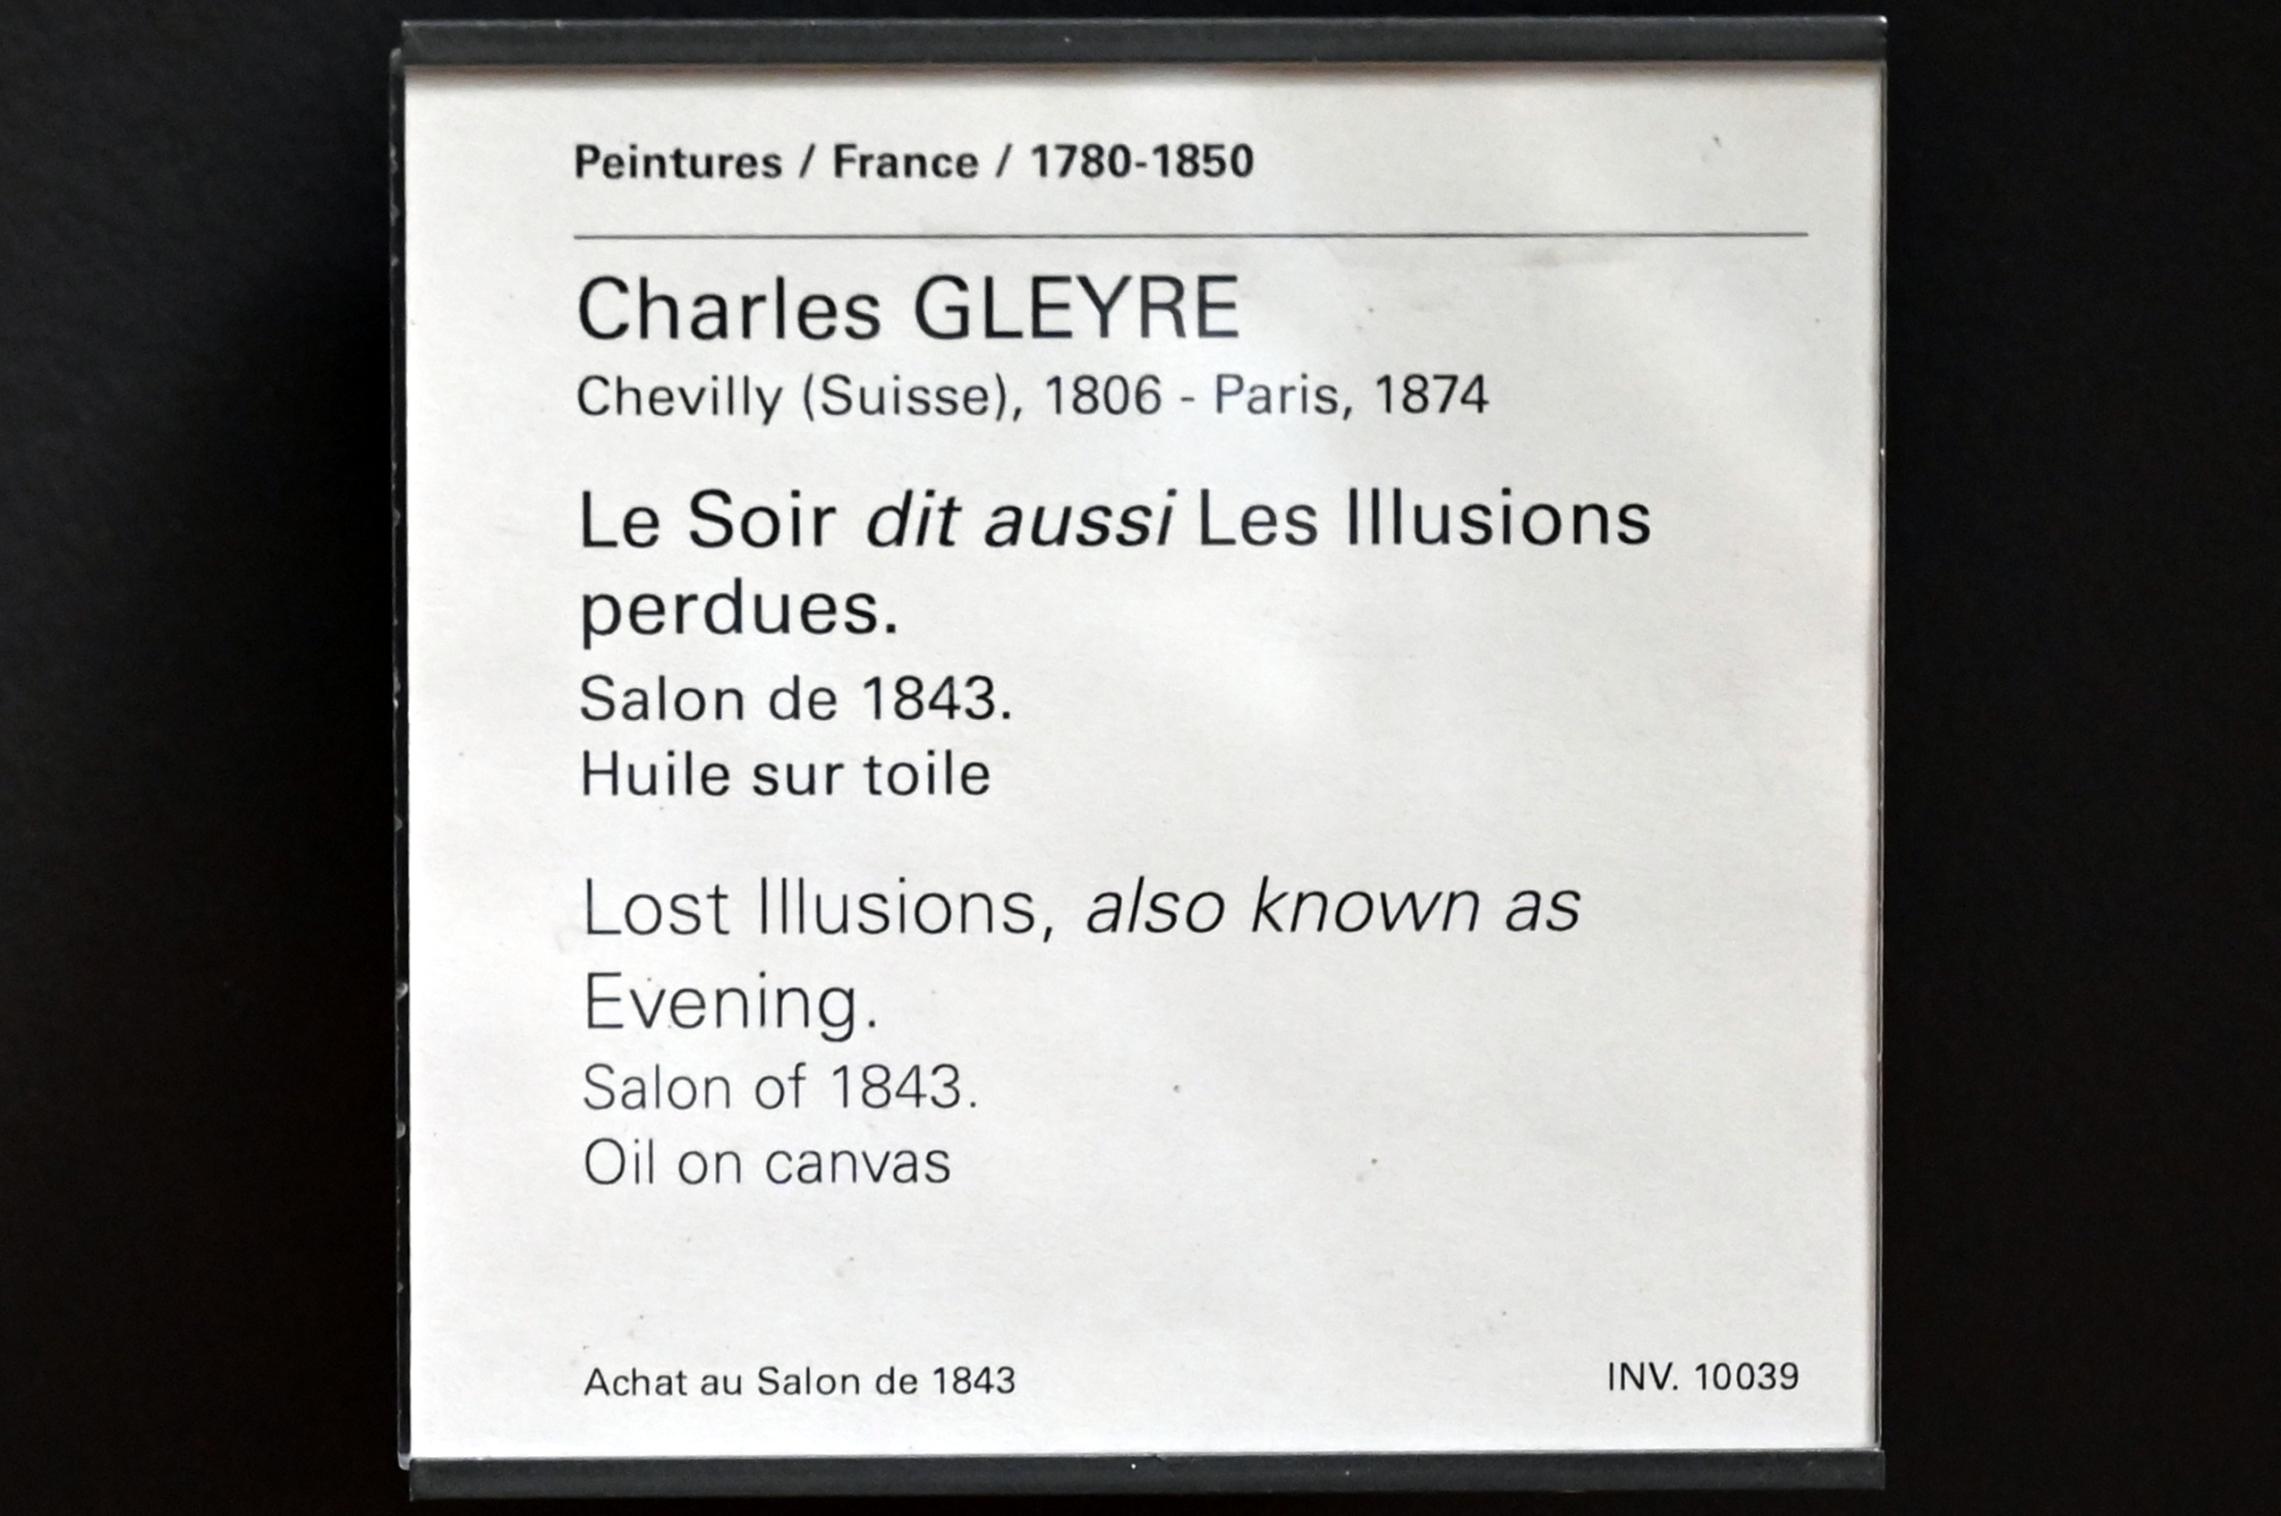 Peintures / France / 1780-1850
Charles GLEYRE
Chevilly (Suisse), 1806 - Paris, 1874
Le Soir dit aussi Les Illusions
perdues.
Salon de 1843.
Huile sur toile
Lost Illusions, also known as
Evening.
Salon of 1843.
Oil on canvas
Achat au Salon de 1843
INV. 10039